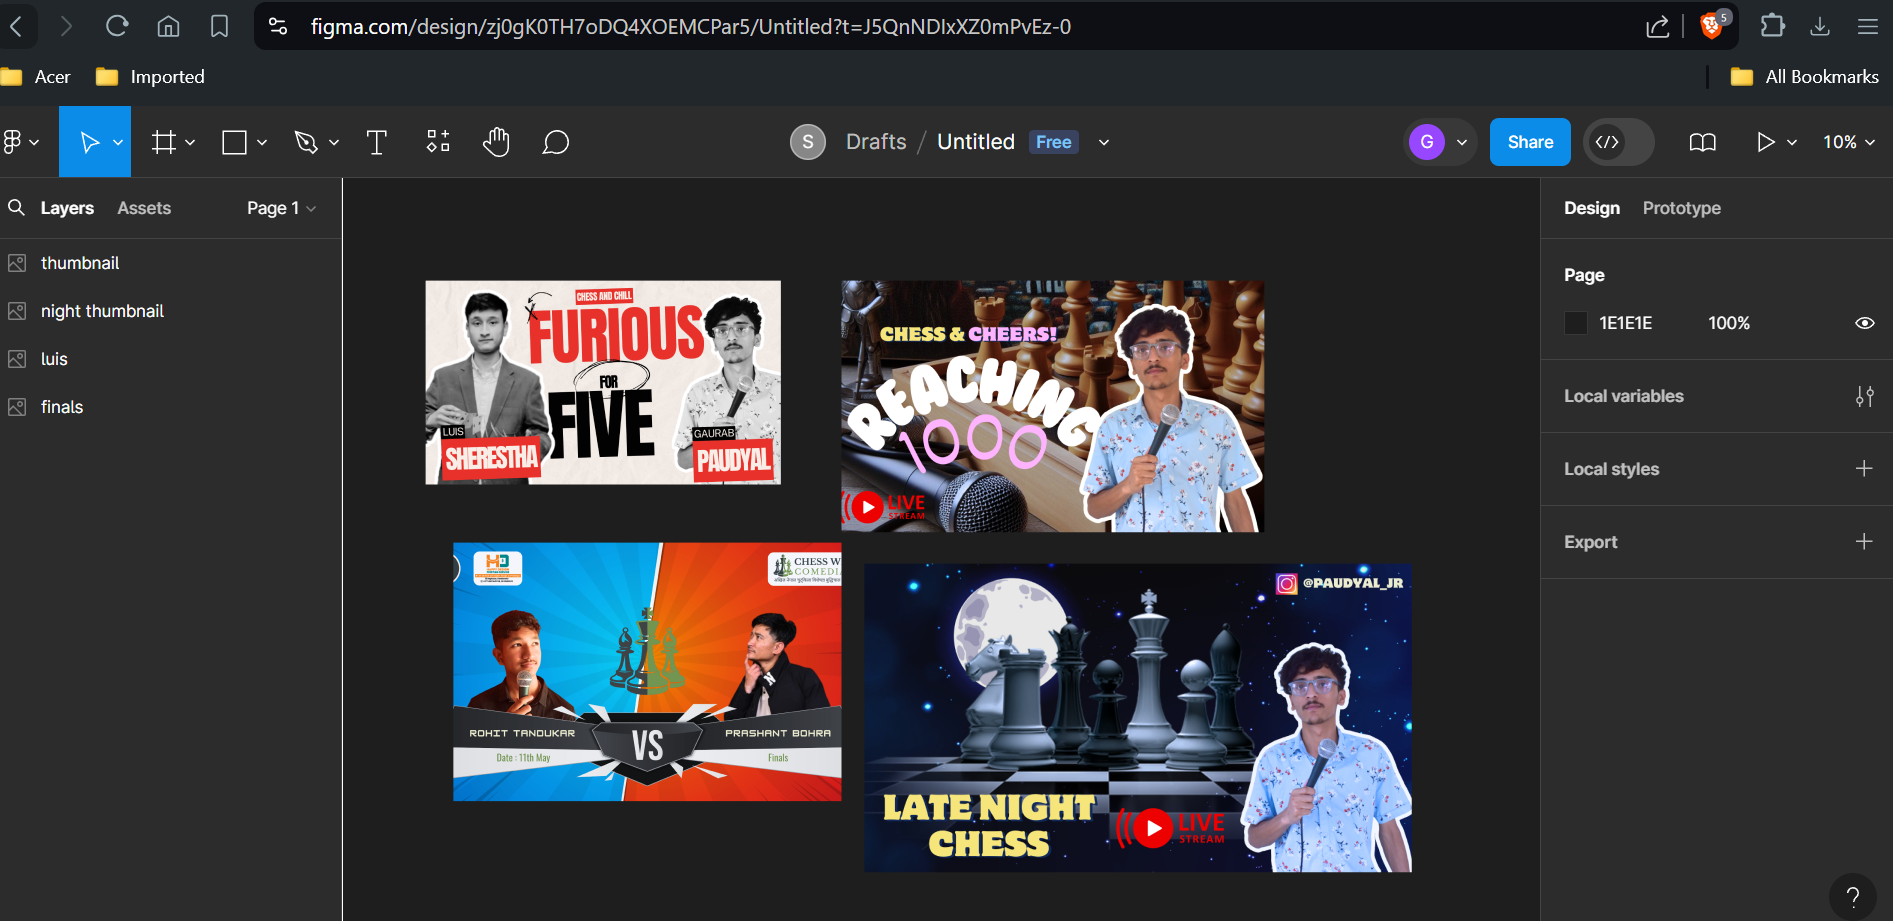 figma.com/design/zj0gK0TH7oDQ4XOEMCPar5/Untitled?t=J5QnNDIxXZ0mPvEz-0
5
Acer
Imported
All Bookmarks
S
Drafts / Untitled
Free
G
Share
10%
Layers
Assets
Page 1
thumbnail
night thumbnail
luis
finals
CHESS AND CHILL
FURIOUS
FOR
FIVE
LUIS
SHERESTHA
GAURAB
PAUDYAL
CHESS & CHEERS!
REACHING
1000
LIVE
STREAM
HD
CHESS W
COMEDIA
ROHIT TANDUKAR
VS
PRASHANT BOHRA
Date : 11th May
Finals
@PAUDYAL_JR
LATE NIGHT
CHESS
LIVE
STREAM
Design
Prototype
Page
1E1E1E
100%
Local variables
Local styles
Export
?